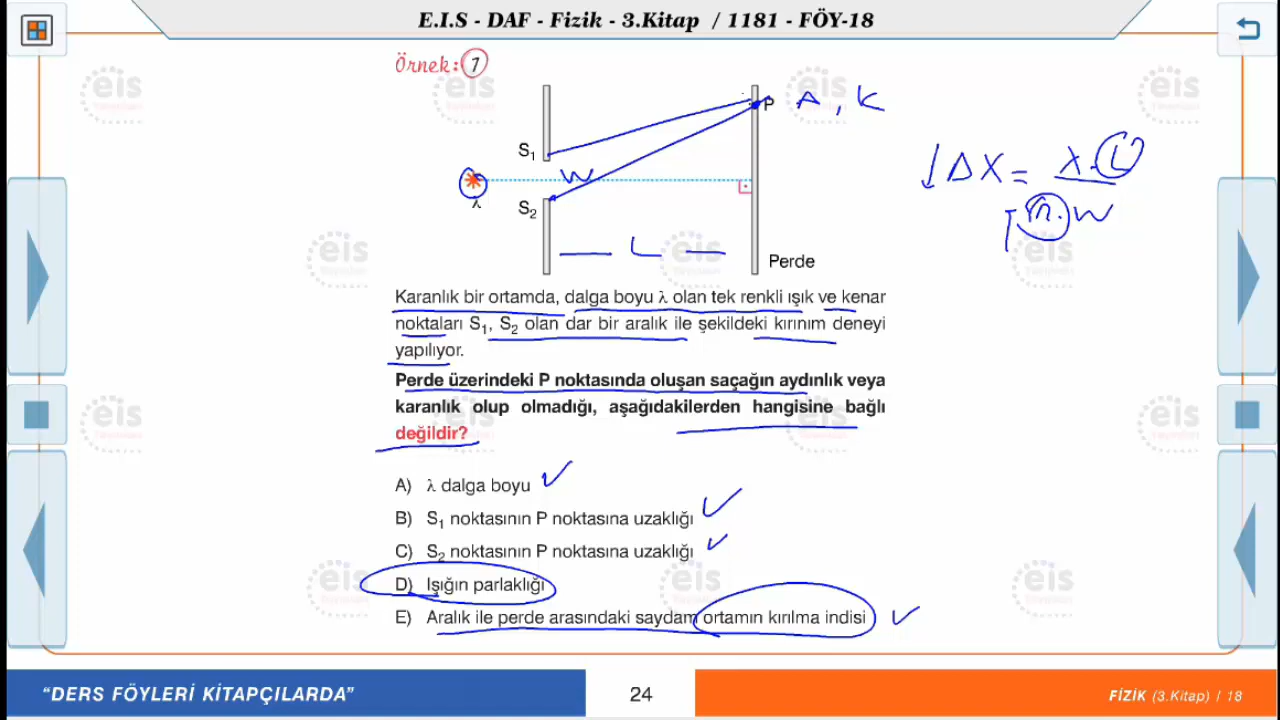 E.I.S - DAF - Fizik - 3.Kitap / 1181 - FÖY-18
Örnek: 1
S1
S2
λ
W
L
P
A, K
Perde
ΔX = λ.L
n.W
Karanlık bir ortamda, dalga boyu λ olan tek renkli ışık ve kenar
noktaları S1, S2 olan dar bir aralık ile şekildeki kırınım deneyi
yapılıyor.
Perde üzerindeki P noktasında oluşan saçağın aydınlık veya
karanlık olup olmadığı, aşağıdakilerden hangisine bağlı
değildir?
A) λ dalga boyu
B) S1 noktasının P noktasına uzaklığı
C) S2 noktasının P noktasına uzaklığı
D) Işığın parlaklığı
E) Aralık ile perde arasındaki saydam ortamın kırılma indisi
"DERS FÖYLERİ KİTAPÇILARDA"
24
FİZİK (3.Kitap) / 18